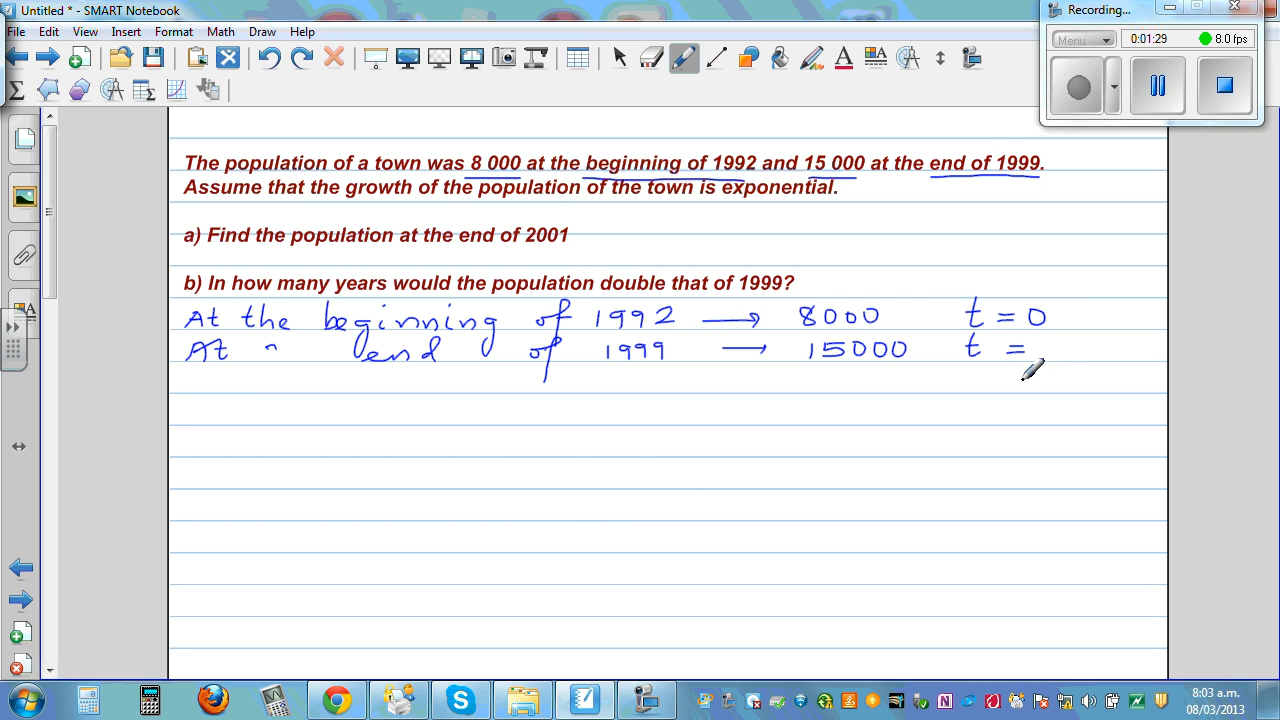 Untitled * - SMART Notebook
File Edit View Insert Format Math Draw Help
Recording...
Menu 0:01:29 8.0 fps
The population of a town was 8 000 at the beginning of 1992 and 15 000 at the end of 1999.
Assume that the growth of the population of the town is exponential.
a) Find the population at the end of 2001
b) In how many years would the population double that of 1999?
At the beginning of 1992 → 8000 t = 0
At " end of 1999 → 15000 t =
8:03 a.m.
08/03/2013